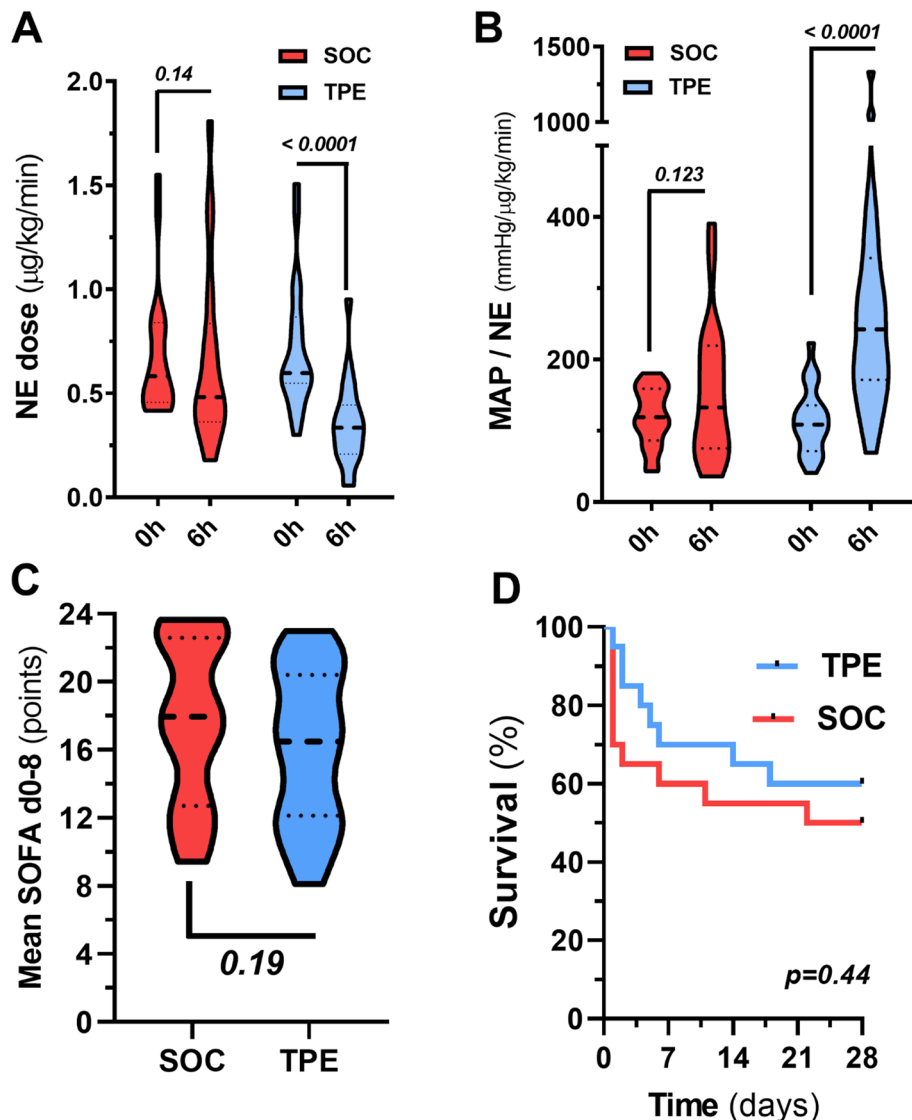 A
SOC
TPE
NE dose (μg/kg/min)
2.0
1.5
1.0
0.5
0.0
0.14
< 0.0001
0h
6h
0h
6h
B
SOC
TPE
MAP / NE (mmHg/μg/kg/min)
1500
1000
400
200
0
0.123
< 0.0001
0h
6h
0h
6h
C
Mean SOFA d0-8 (points)
24
20
16
12
8
4
0
0.19
SOC
TPE
D
Survival (%)
100
80
60
40
20
0
TPE
SOC
p=0.44
0
7
14
21
28
Time (days)